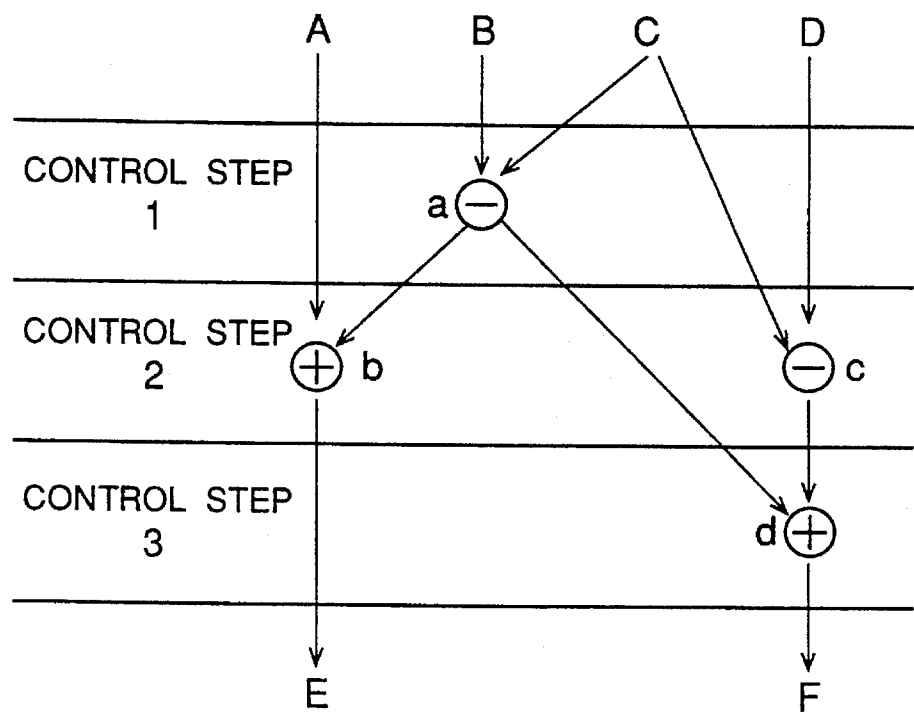 A B C D
CONTROL STEP
1
a −
CONTROL STEP
2
+ b − c
CONTROL STEP
3
d +
E F